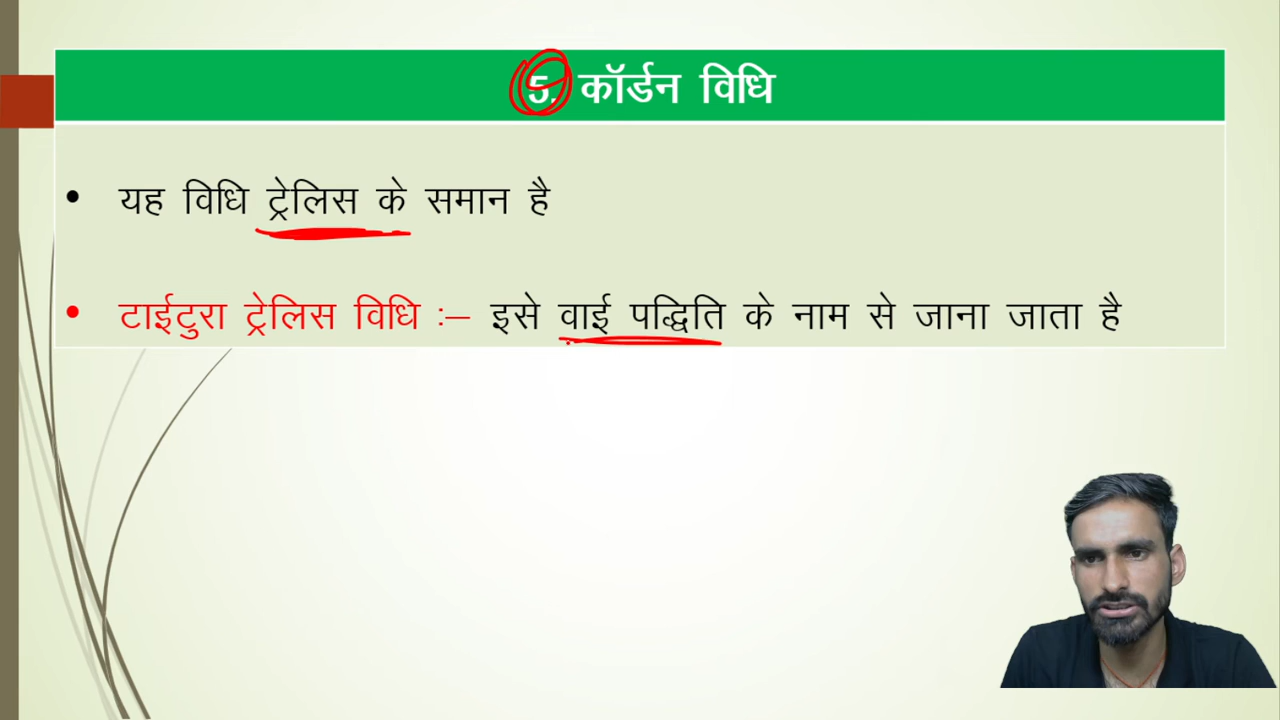 5. कॉर्डन विधि
• यह विधि ट्रेलिस के समान है
• टाईटुरा ट्रेलिस विधि :– इसे वाई पद्धिति के नाम से जाना जाता है